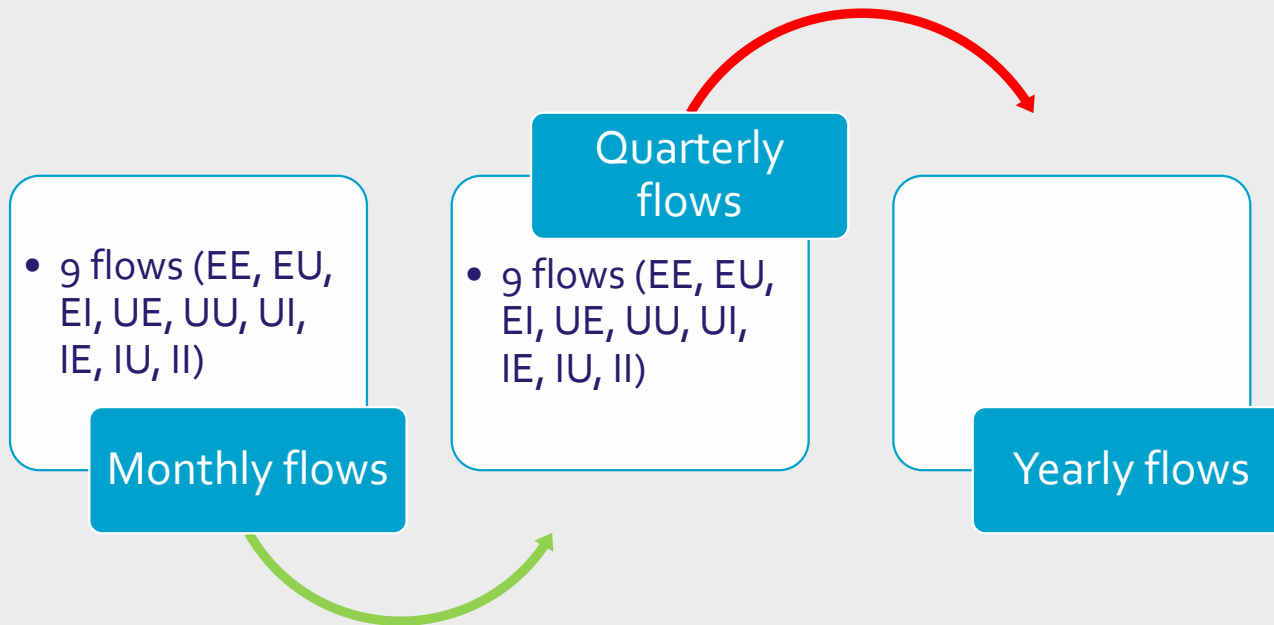 • 9 flows (EE, EU,
EI, UE, UU, UI,
IE, IU, II)
Monthly flows
Quarterly
flows
• 9 flows (EE, EU,
EI, UE, UU, UI,
IE, IU, II)
Yearly flows